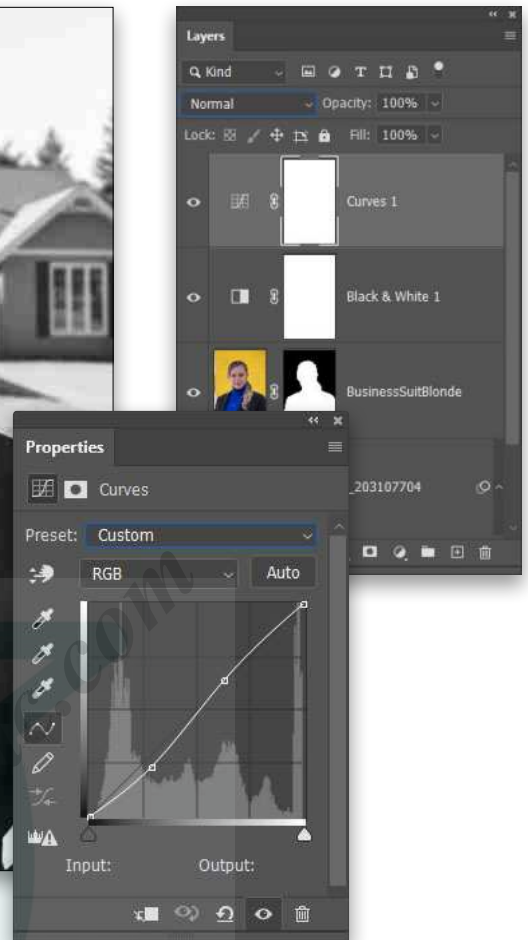 Layers
Kind
Normal
Opacity: 100%
Lock:
Fill: 100%
Curves 1
Black & White 1
BusinessSuitBlonde
_203107704
Properties
Curves
Preset: Custom
RGB
Auto
Input:
Output:
.com